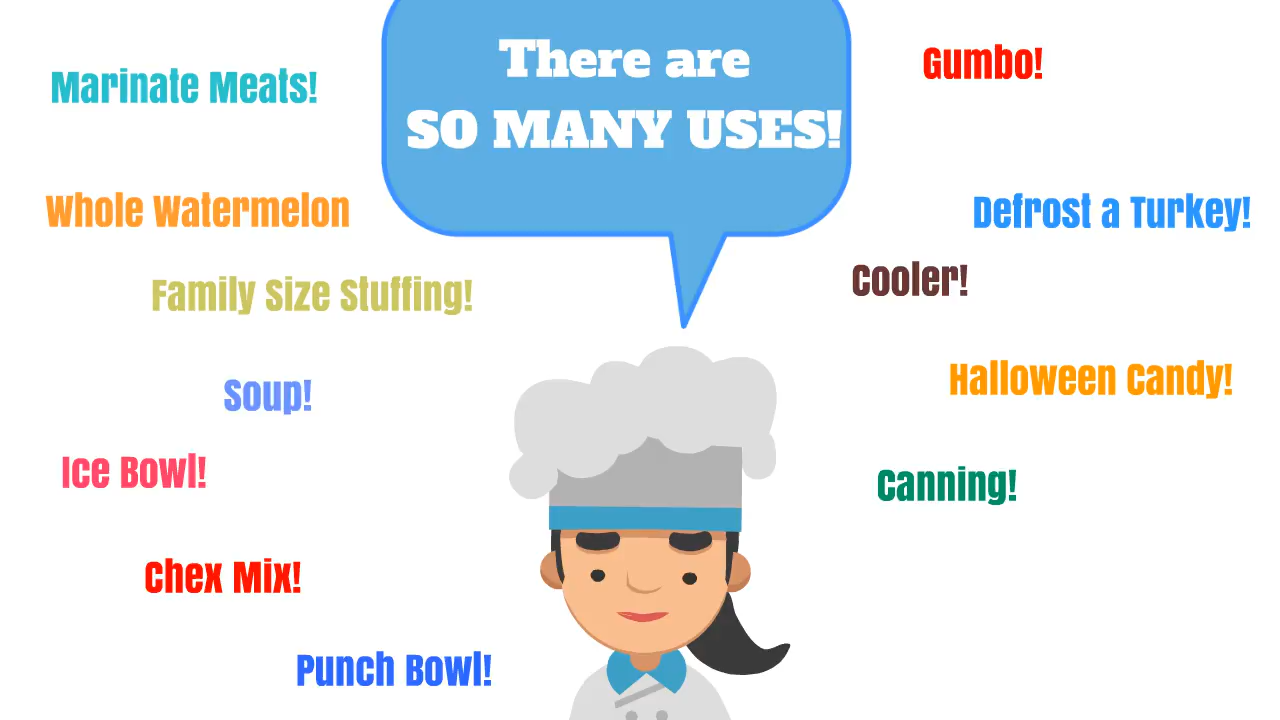 There are
SO MANY USES!
Marinate Meats!
Whole Watermelon
Family Size Stuffing!
Soup!
Ice Bowl!
Chex Mix!
Punch Bowl!
Gumbo!
Defrost a Turkey!
Cooler!
Halloween Candy!
Canning!